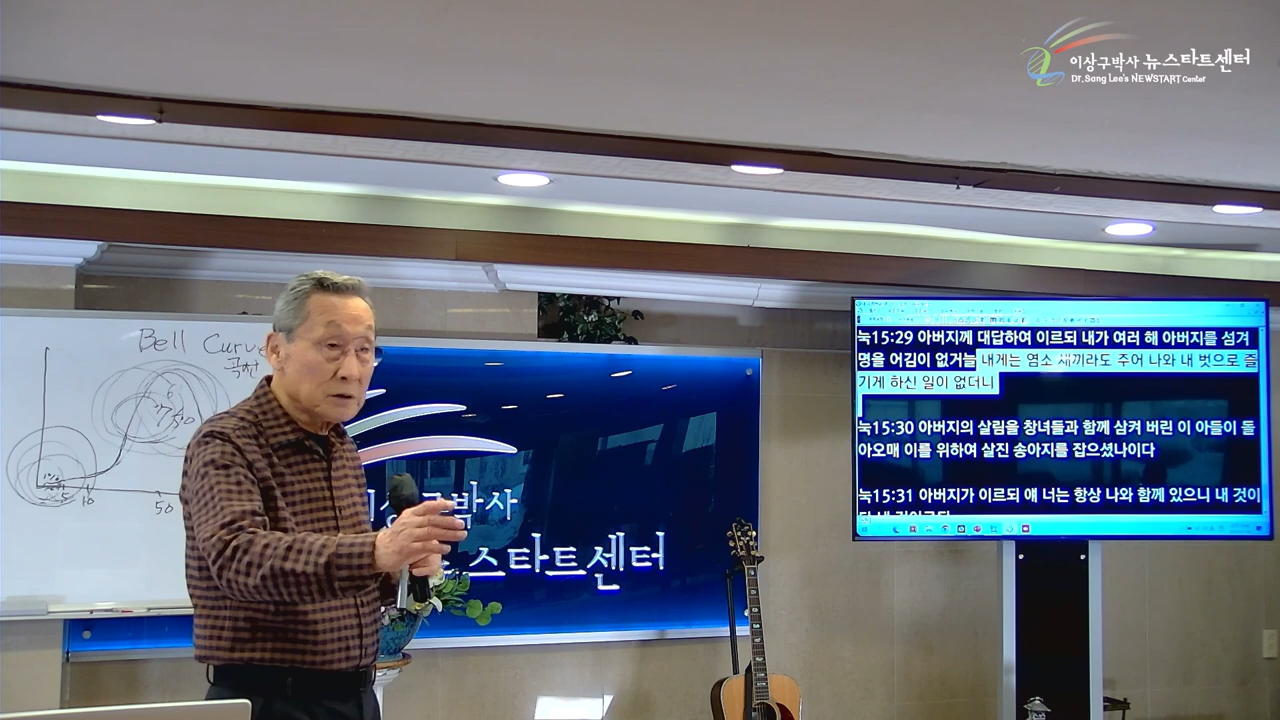 이상구박사 뉴스타트센터
Dr. Sang Lee's NEWSTART Center
Bell Curve
곡선
6
5
10
50
이상구박사
뉴스타트센터
눅15:29 아버지께 대답하여 이르되 내가 여러 해 아버지를 섬겨
명을 어김이 없거늘 내게는 염소 새끼라도 주어 나와 내 벗으로 즐
기게 하신 일이 없더니
눅15:30 아버지의 살림을 창녀들과 함께 삼켜 버린 이 아들이 돌
아오매 이를 위하여 살진 송아지를 잡으셨나이다
눅15:31 아버지가 이르되 얘 너는 항상 나와 함께 있으니 내 것이